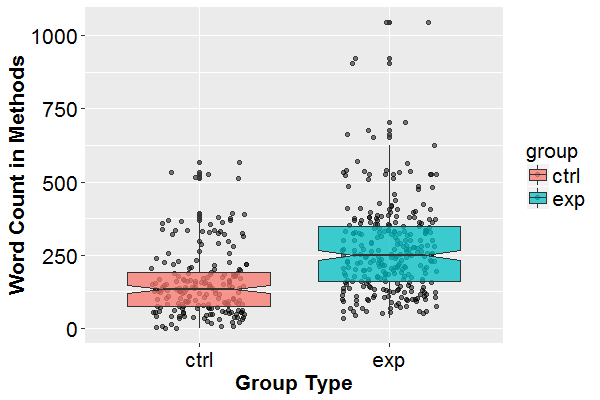 Word Count in Methods
1000
750
500
250
0
ctrl
exp
Group Type
group
ctrl
exp